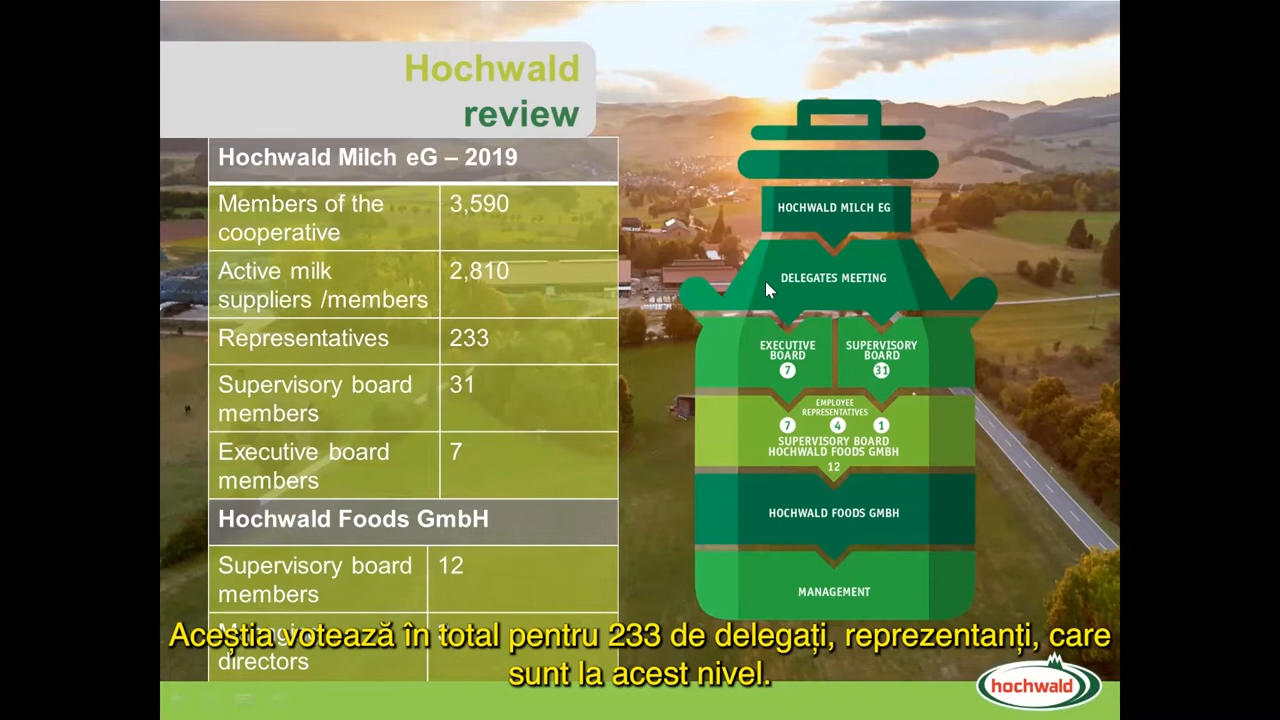 Hochwald
review
Hochwald Milch eG – 2019
Members of the
cooperative
3,590
Active milk
suppliers /members
2,810
Representatives
233
Supervisory board
members
31
Executive board
members
7
Hochwald Foods GmbH
Supervisory board
members
12
directors
HOCHWALD MILCH EG
DELEGATES MEETING
EXECUTIVE
BOARD
7
SUPERVISORY
BOARD
31
EMPLOYEE
REPRESENTATIVES
7 4 1
SUPERVISORY BOARD
HOCHWALD FOODS GMBH
12
HOCHWALD FOODS GMBH
MANAGEMENT
Aceștia votează în total pentru 233 de delegați, reprezentanți, care
sunt la acest nivel.
hochwald